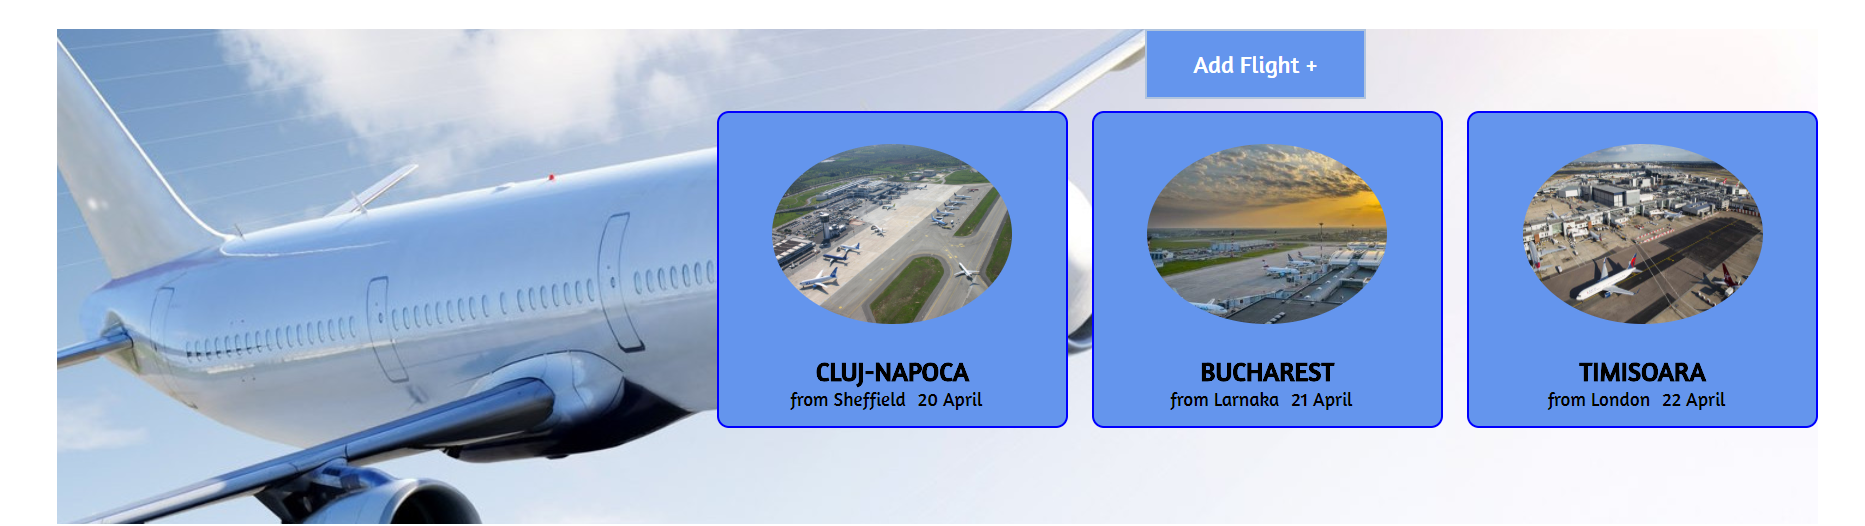 Add Flight +
CLUJ-NAPOCA
from Sheffield 20 April
BUCHAREST
from Larnaka 21 April
TIMISOARA
from London 22 April